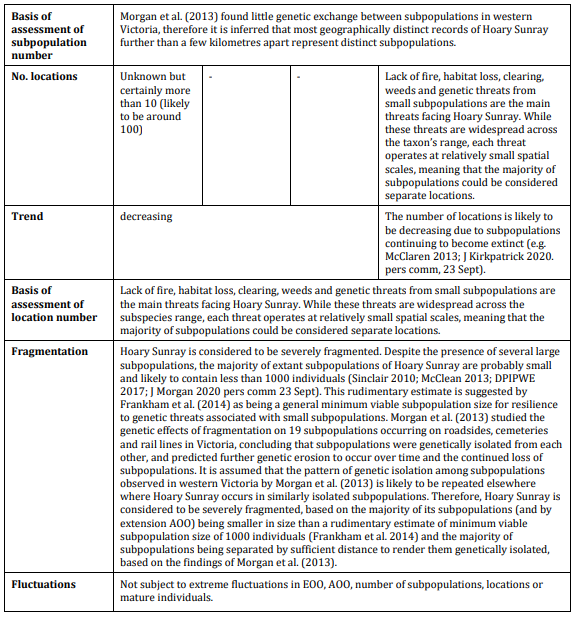 Basis of
assessment of
subpopulation
number
Morgan et al. (2013) found little genetic exchange between subpopulations in western
Victoria, therefore it is inferred that most geographically distinct records of Hoary Sunray
further than a few kilometres apart represent distinct subpopulations.
No. locations
Unknown but
certainly more
than 10 (likely
to be around
100)
-
-
Lack of fire, habitat loss, clearing,
weeds and genetic threats from
small subpopulations are the main
threats facing Hoary Sunray. While
these threats are widespread across
the taxon's range, each threat
operates at relatively small spatial
scales, meaning that the majority of
subpopulations could be considered
separate locations.
Trend
decreasing
The number of locations is likely to
be decreasing due to subpopulations
continuing to become extinct (e.g.
McClaren 2013; J Kirkpatrick 2020.
pers comm, 23 Sept).
Basis of
assessment of
location number
Lack of fire, habitat loss, clearing, weeds and genetic threats from small subpopulations are
the main threats facing Hoary Sunray. While these threats are widespread across the
subspecies range, each threat operates at relatively small spatial scales, meaning that the
majority of subpopulations could be considered separate locations.
Fragmentation
Hoary Sunray is considered to be severely fragmented. Despite the presence of several large
subpopulations, the majority of extant subpopulations of Hoary Sunray are probably small
and likely to contain less than 1000 individuals (Sinclair 2010; McClean 2013; DPIPWE
2017; J Morgan 2020 pers comm 23 Sept). This rudimentary estimate is suggested by
Frankham et al. (2014) as being a general minimum viable subpopulation size for resilience
to genetic threats associated with small subpopulations. Morgan et al. (2013) studied the
genetic effects of fragmentation on 19 subpopulations occurring on roadsides, cemeteries
and rail lines in Victoria, concluding that subpopulations were genetically isolated from each
other, and predicted further genetic erosion to occur over time and the continued loss of
subpopulations. It is assumed that the pattern of genetic isolation among subpopulations
observed in western Victoria by Morgan et al. (2013) is likely to be repeated elsewhere
where Hoary Sunray occurs in similarly isolated subpopulations. Therefore, Hoary Sunray is
considered to be severely fragmented, based on the majority of its subpopulations (and by
extension AOO) being smaller in size than a rudimentary estimate of minimum viable
subpopulation size of 1000 individuals (Frankham et al. 2014) and the majority of
subpopulations being separated by sufficient distance to render them genetically isolated,
based on the findings of Morgan et al. (2013).
Fluctuations
Not subject to extreme fluctuations in EOO, AOO, number of subpopulations, locations or
mature individuals.